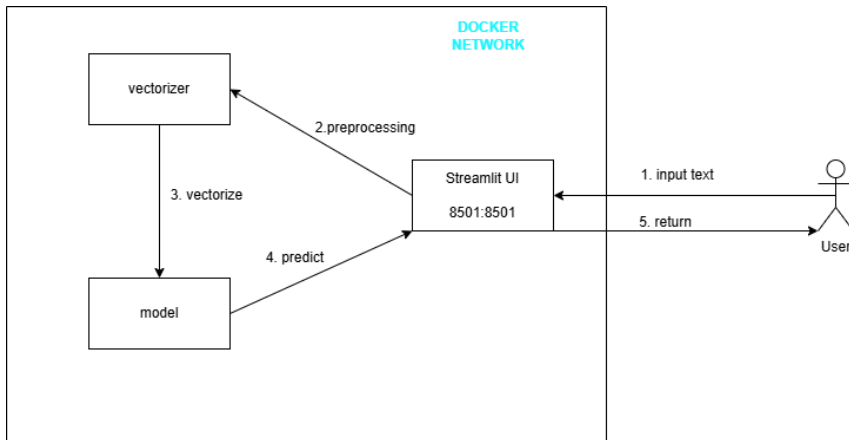 DOCKER
NETWORK
vectorizer
2.preprocessing
Streamlit UI
8501:8501
1. input text
3. vectorize
5. return
User
4. predict
model